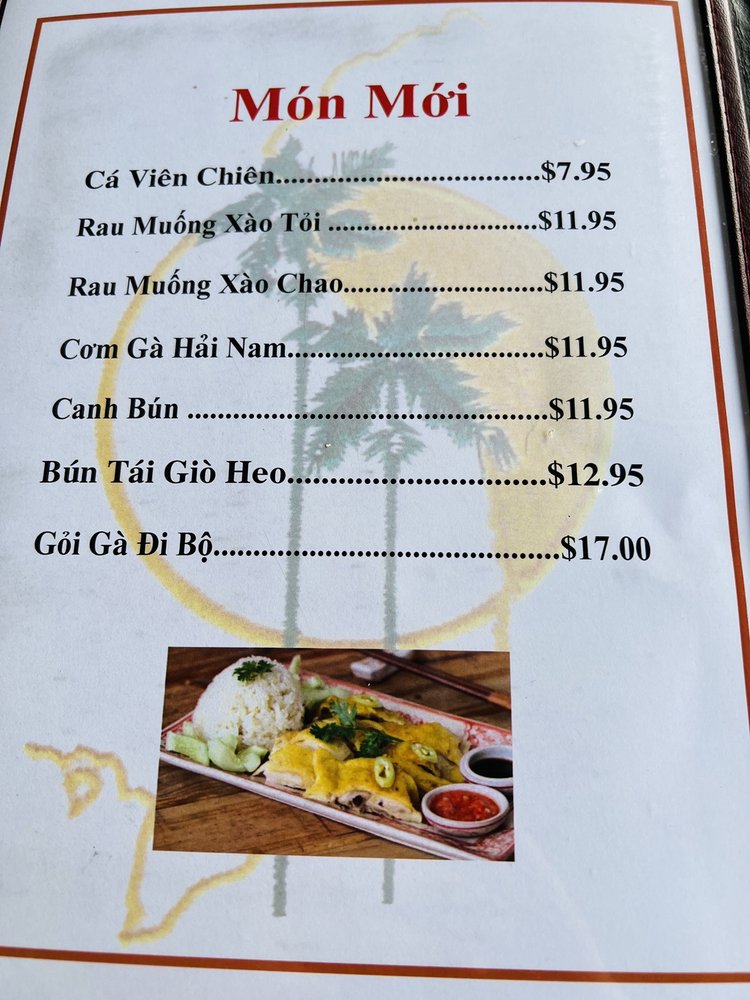 Món Mới
Cá Viên Chiên..................................$7.95
Rau Muống Xào Tỏi ...........................$11.95
Rau Muống Xào Chao..........................$11.95
Cơm Gà Hải Nam.................................$11.95
Canh Bún ..............................................$11.95
Bún Tái Giò Heo.................................$12.95
Gỏi Gà Đi Bộ............................................$17.00